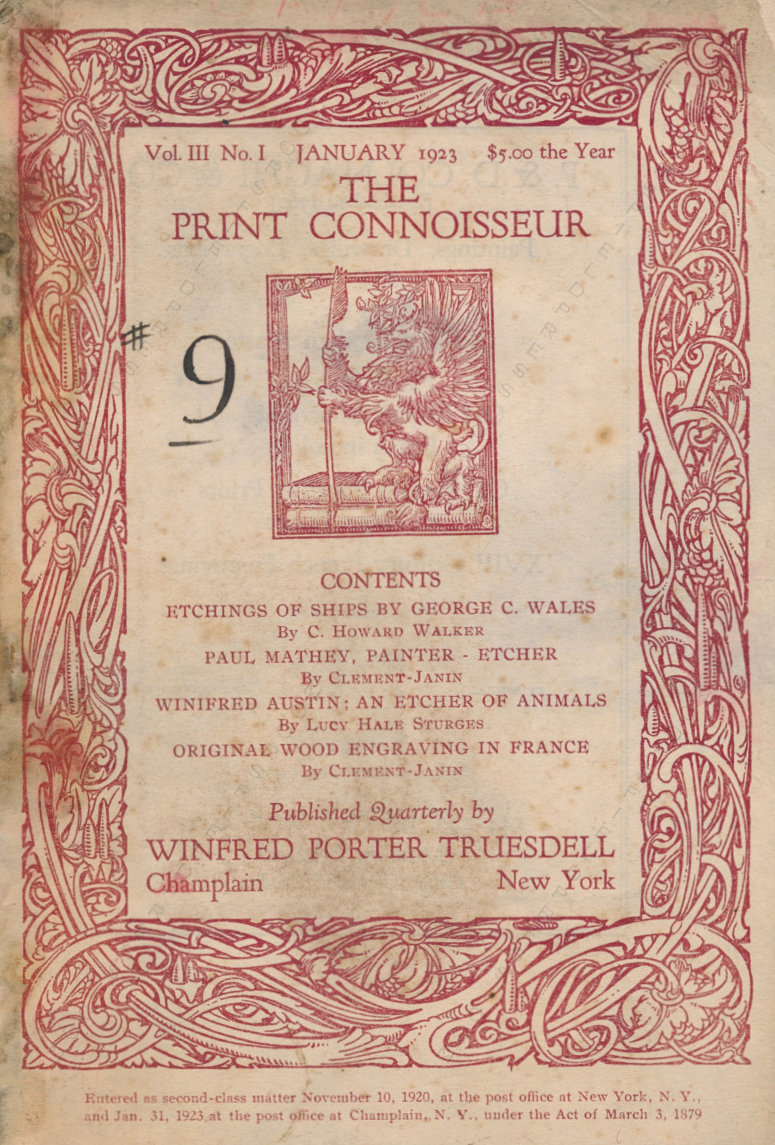 Vol. III No. I JANUARY 1923 $5.00 the Year
THE
PRINT CONNOISSEUR
# 9
CONTENTS
ETCHINGS OF SHIPS BY GEORGE C. WALES
By C. Howard Walker
PAUL MATHEY, PAINTER - ETCHER
By Clement-Janin
WINIFRED AUSTIN; AN ETCHER OF ANIMALS
By Lucy Hale Sturges
ORIGINAL WOOD ENGRAVING IN FRANCE
By Clement-Janin
Published Quarterly by
WINFRED PORTER TRUESDELL
Champlain New York
Entered as second-class matter November 10, 1920, at the post office at New York, N. Y.,
and Jan. 31, 1923 at the post office at Champlain, N. Y., under the Act of March 3, 1879